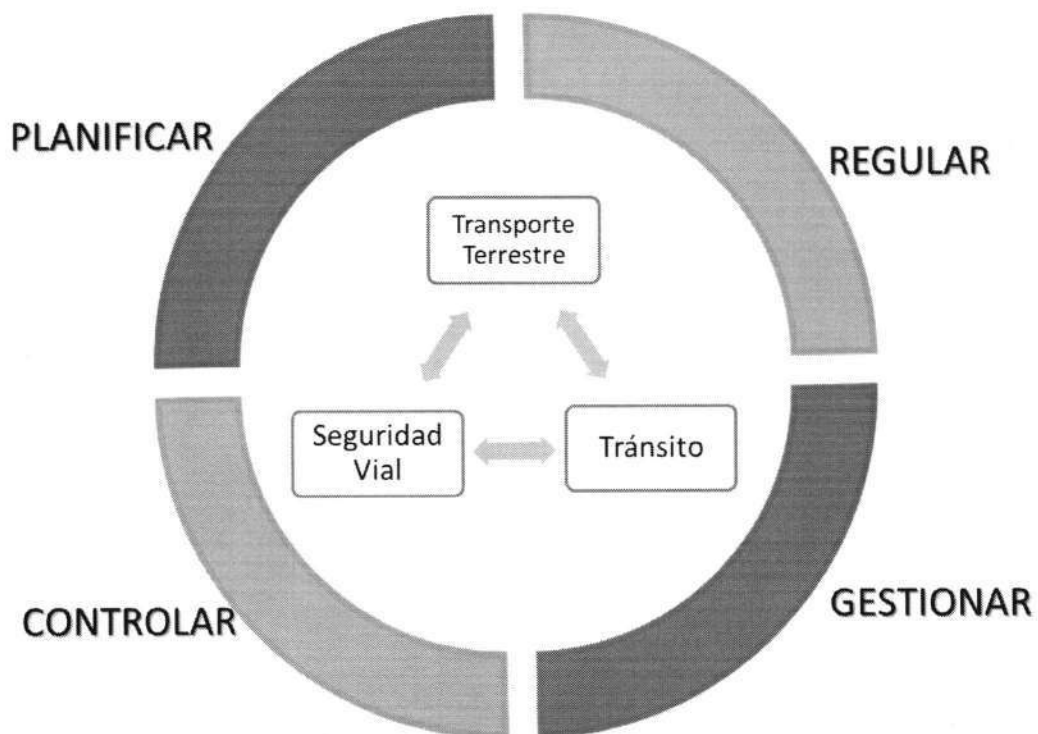 PLANIFICAR
REGULAR
Transporte
Terrestre
Seguridad
Vial
Tránsito
CONTROLAR
GESTIONAR